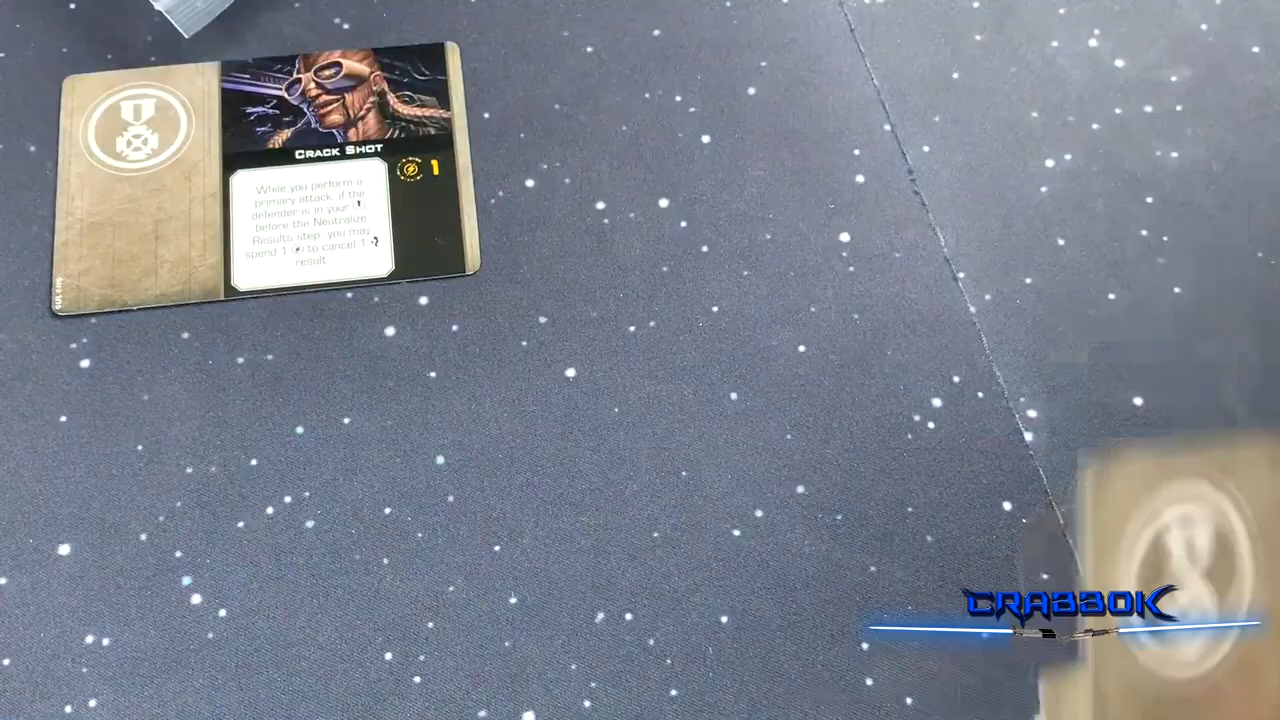 CRACK SHOT
1
While you perform a
primary attack, if the
defender is in your ,
before the Neutralize
Results step, you may
spend 1 to cancel 1
result
CRABBOK